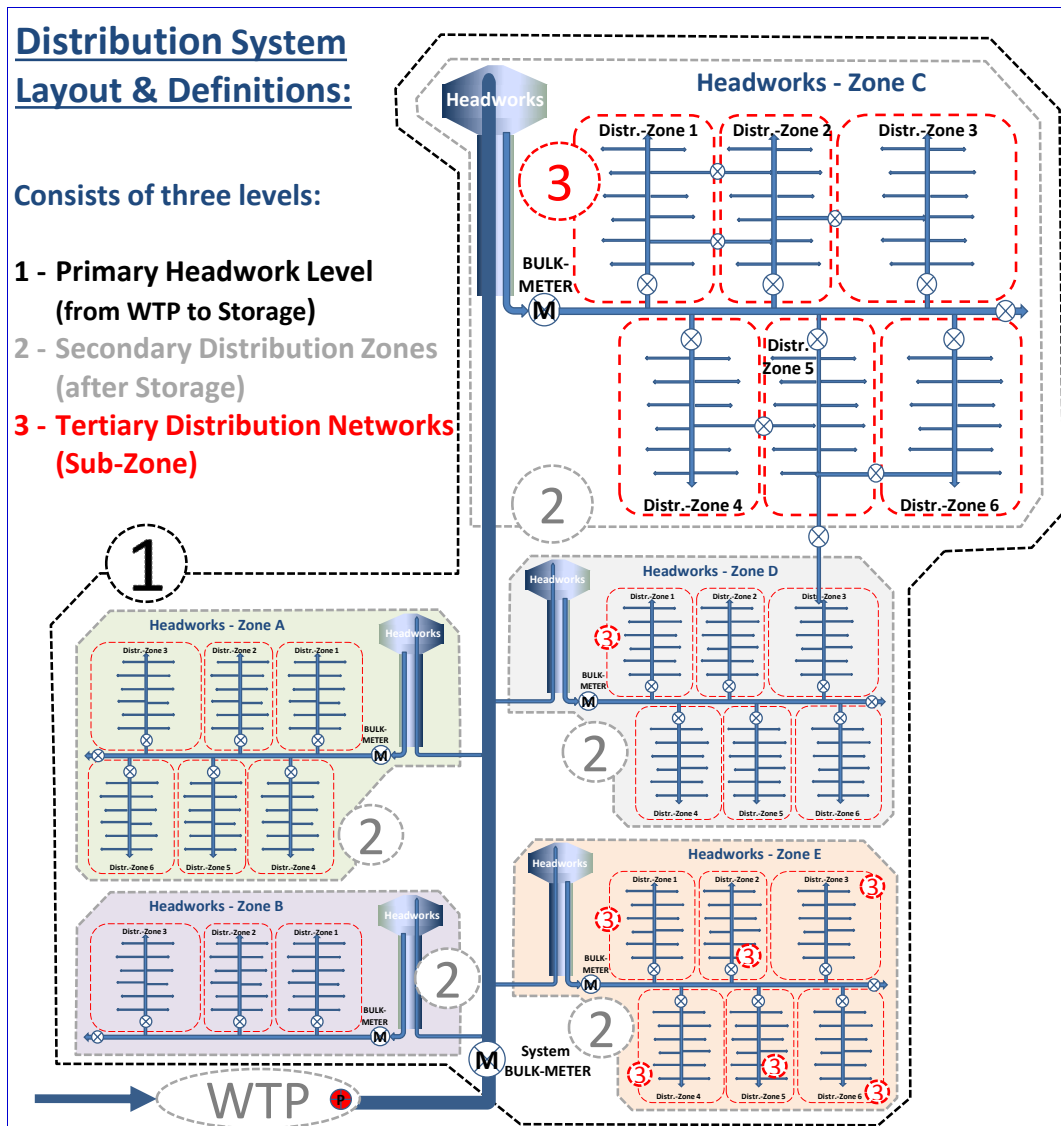 Distribution System
Layout & Definitions:
Consists of three levels:
1 - Primary Headwork Level
(from WTP to Storage)
2 - Secondary Distribution Zones
(after Storage)
3 - Tertiary Distribution Networks
(Sub-Zone)
Headworks
Headworks - Zone C
Distr.-Zone 1
Distr.-Zone 2
Distr.-Zone 3
3
BULK-
METER
M
Distr.
Zone 5
Distr.-Zone 4
Distr.-Zone 6
2
1
Headworks - Zone D
Headworks
Distr.-Zone 1
Distr.-Zone 2
Distr.-Zone 3
3
BULK-
METER
M
2
Distr.-Zone 4
Distr.-Zone 5
Distr.-Zone 6
Headworks - Zone A
Headworks
Distr.-Zone 3
Distr.-Zone 2
Distr.-Zone 1
BULK-
METER
M
2
Distr.-Zone 6
Distr.-Zone 5
Distr.-Zone 4
Headworks - Zone E
Headworks
Distr.-Zone 1
Distr.-Zone 2
Distr.-Zone 3
3
3
3
BULK-
METER
M
2
3
3
3
Distr.-Zone 4
Distr.-Zone 5
Distr.-Zone 6
Headworks - Zone B
Headworks
Distr.-Zone 3
Distr.-Zone 2
Distr.-Zone 1
2
BULK-
METER
M
M
System
BULK-METER
WTP
P